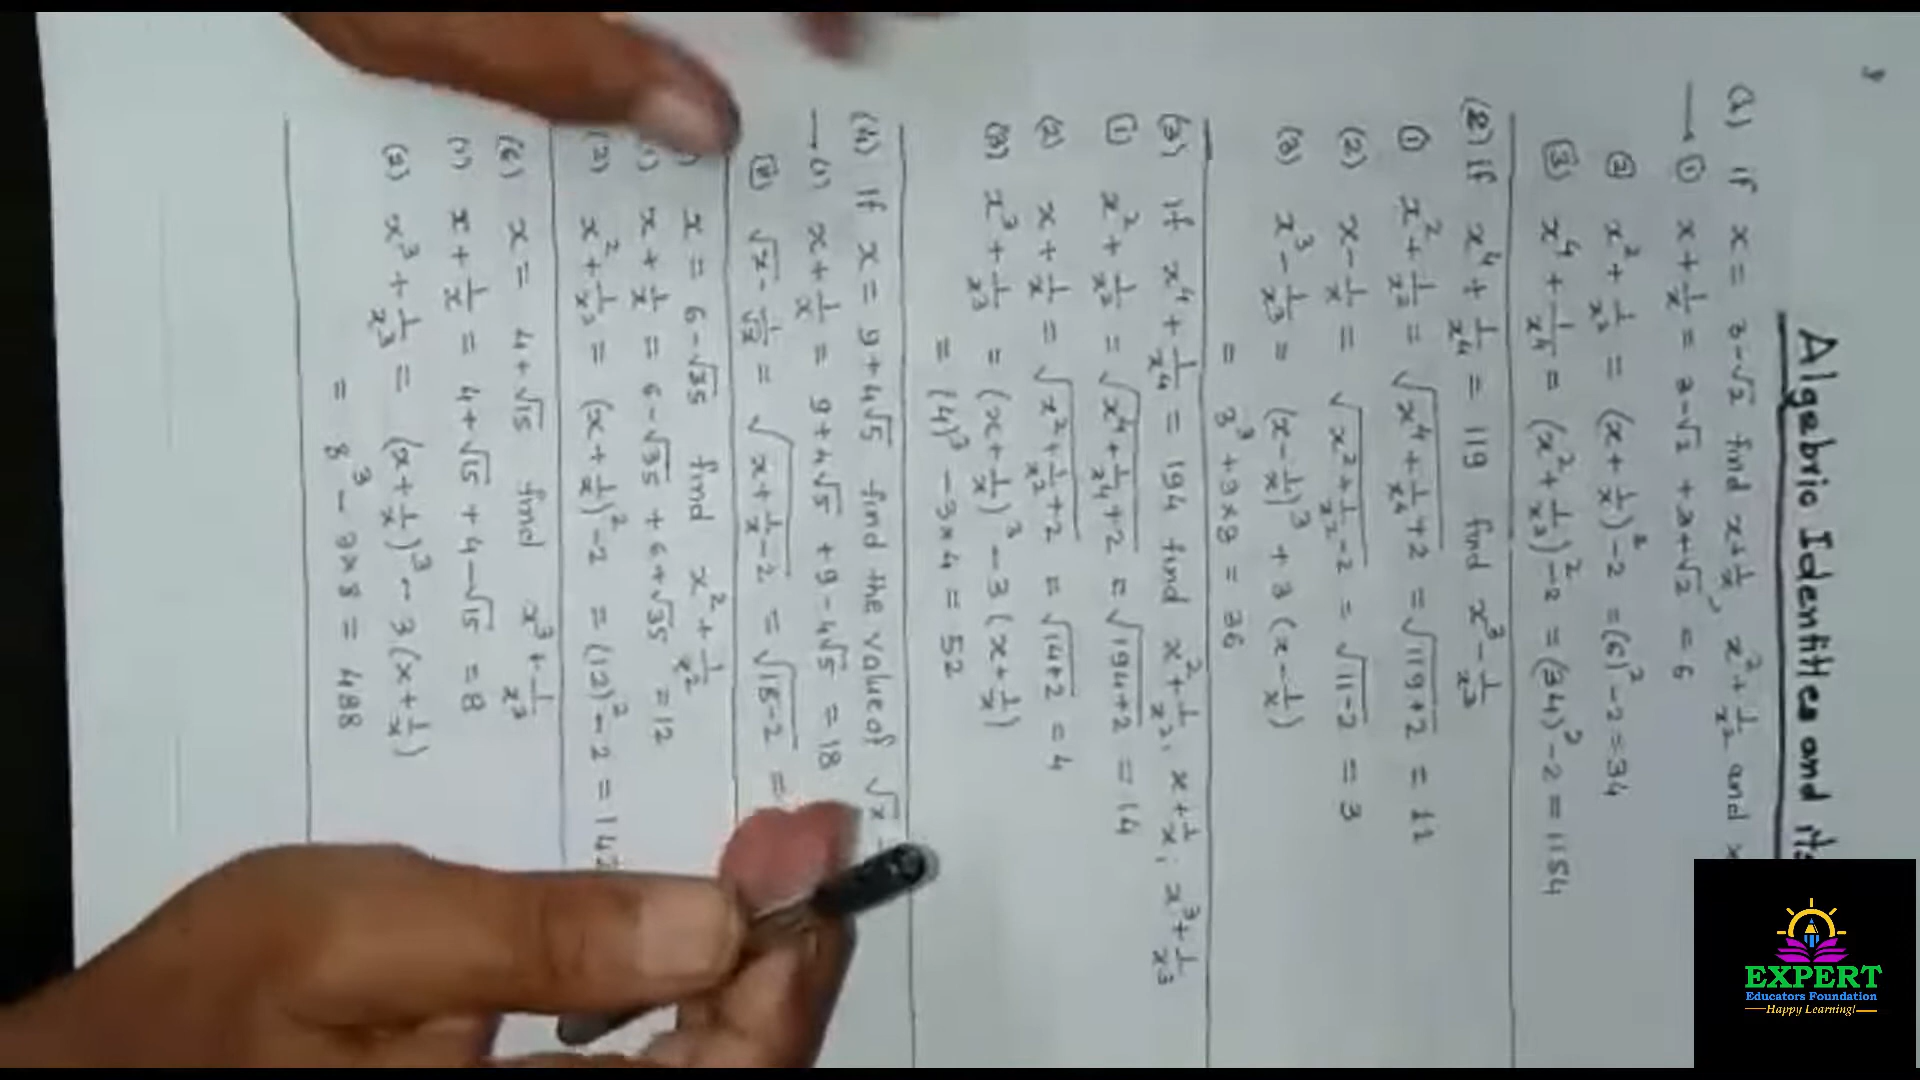 Algebric Identities and its
(1) if x = 3-√2 find x+1/x, x²+1/x² and x
→ ① x+1/x = 3-√2 +3+√2 = 6
② x²+1/x² = (x+1/x)²-2 = (6)²-2=34
③ x⁴+1/x⁴ = (x²+1/x²)²-2 = (34)²-2 = 1154
(2) if x⁴+1/x⁴ = 119 find x³-1/x³
① x²+1/x² = √x⁴+1/x⁴+2 = √119+2 = 11
(2) x-1/x = √x²+1/x²-2 = √11-2 = 3
(3) x³-1/x³ = (x-1/x)³ + 3(x-1/x)
= 3³+3×3 = 36
(3) if x⁴+1/x⁴ = 194 find x²+1/x², x+1/x, x³+1/x³
① x²+1/x² = √x⁴+1/x⁴+2 = √194+2 = 14
(2) x+1/x = √x²+1/x²+2 = √14+2 = 4
(3) x³+1/x³ = (x+1/x)³-3(x+1/x)
= (4)³-3×4 = 52
(4) if x = 9+4√5 find the value of √x
→ (1) x+1/x = 9+4√5 +9-4√5 = 18
② √x-1/√x = √x+1/x-2 = √18-2 =
x = 6-√35 find x²+1/x²
x+1/x = 6-√35 +6+√35 = 12
(2) x²+1/x² = (x+1/x)²-2 = (12)²-2 = 142
(6) x = 4+√15 find x³+1/x³
(1) x+1/x = 4+√15 +4-√15 = 8
(2) x³+1/x³ = (x+1/x)³-3(x+1/x)
= 8³-3×8 = 488
EXPERT
Educators Foundation
Happy Learning!